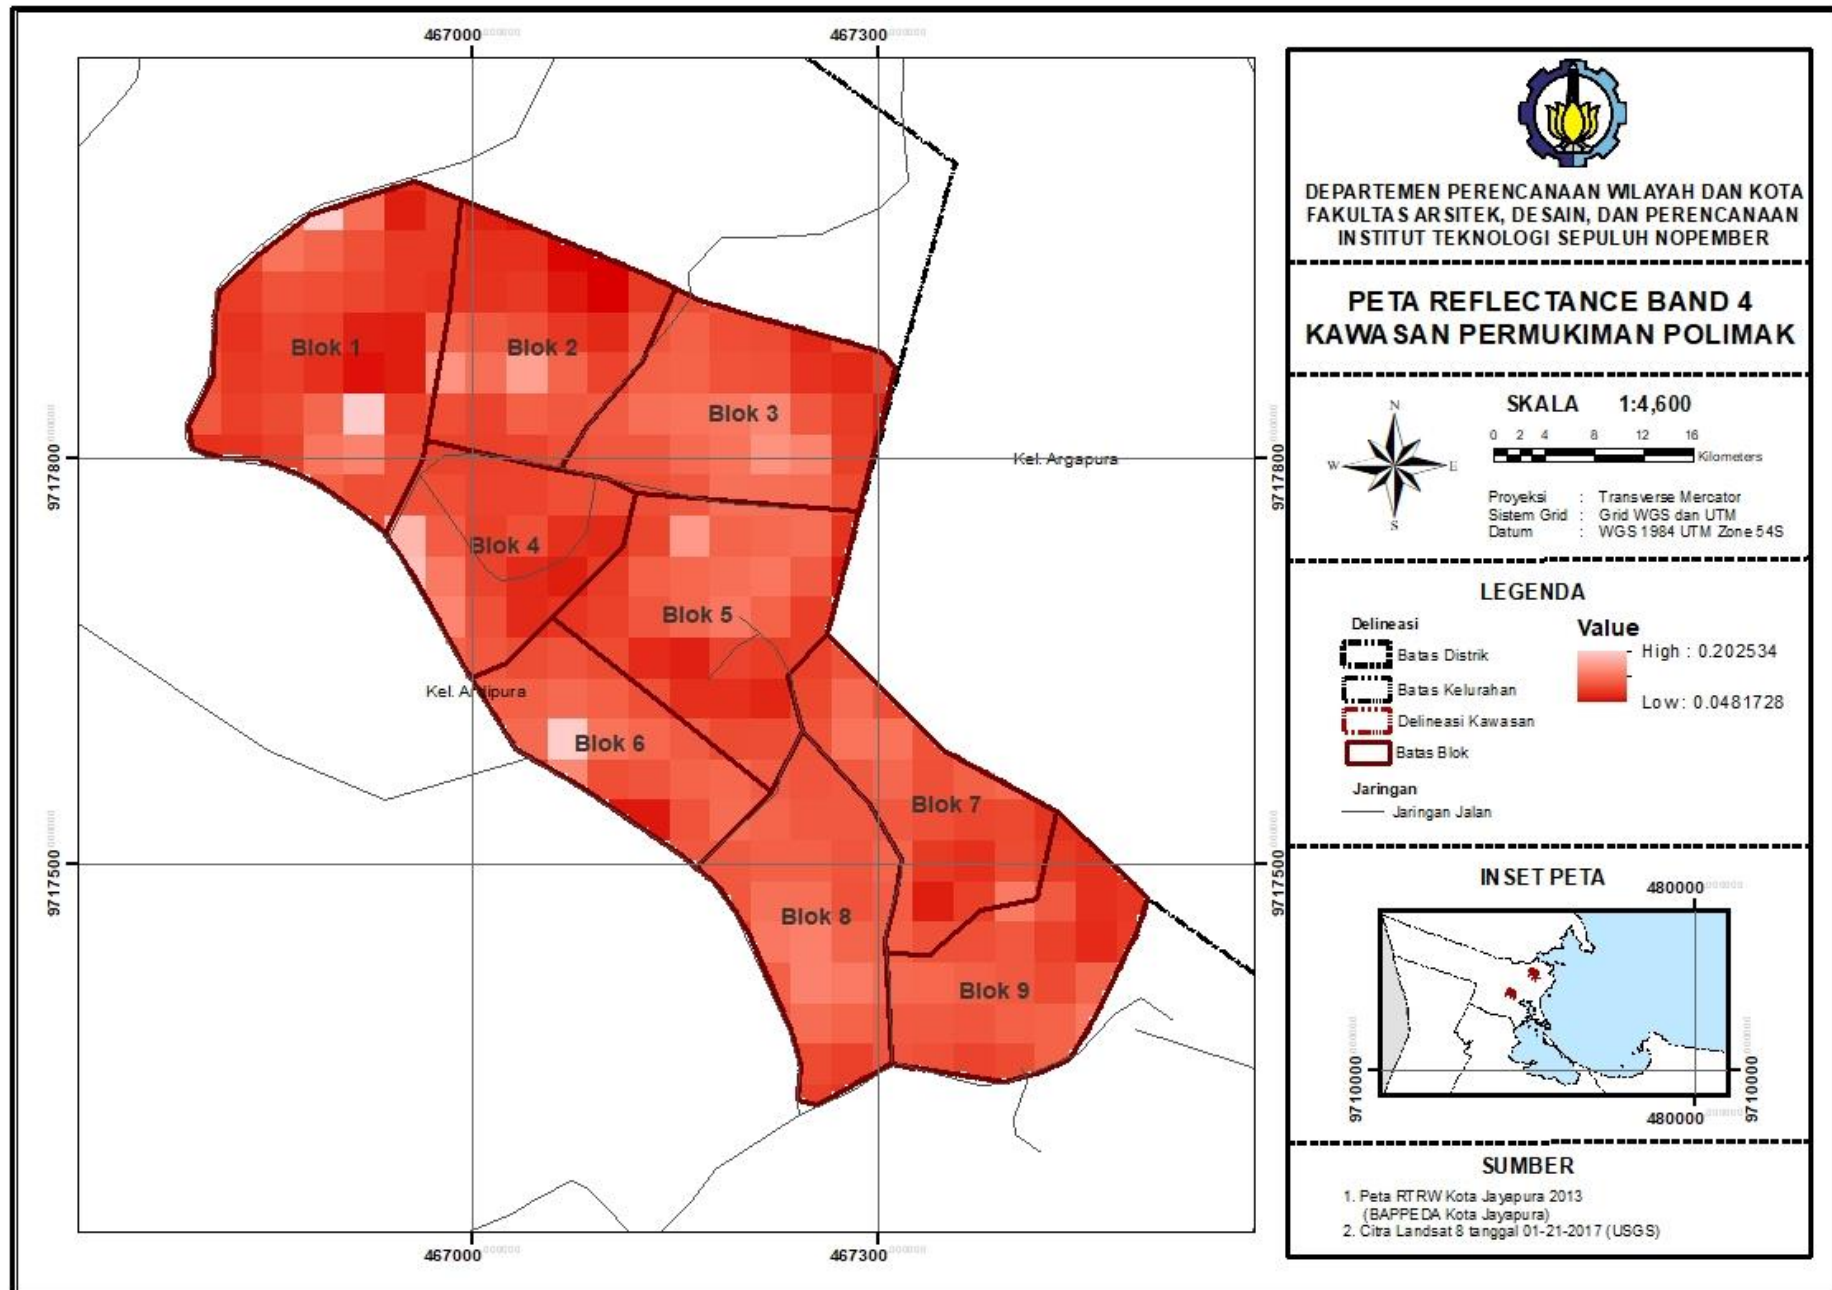 467000
467300
9717800
9717800
9717500
9717500
467000
467300
Blok 1
Blok 2
Blok 3
Kel. Argapura
Blok 4
Blok 5
Kel. Ardipura
Blok 6
Blok 7
Blok 8
Blok 9
DEPARTEMEN PERENCANAAN WILAYAH DAN KOTA
FAKULTAS ARSITEK, DESAIN, DAN PERENCANAAN
INSTITUT TEKNOLOGI SEPULUH NOPEMBER
PETA REFLECTANCE BAND 4
KAWASAN PERMUKIMAN POLIMAK
N
W
E
S
SKALA 1:4,600
0 2 4 8 12 16
Kilometers
Proyeksi : Transverse Mercator
Sistem Grid : Grid WGS dan UTM
Datum : WGS 1984 UTM Zone 54S
LEGENDA
Delineasi
Batas Distrik
Batas Kelurahan
Delineasi Kawasan
Batas Blok
Value
High : 0.202534
Low : 0.0481728
Jaringan
Jaringan Jalan
INSET PETA
480000
9710000
9710000
480000
SUMBER
1. Peta RTRW Kota Jayapura 2013
(BAPPEDA Kota Jayapura)
2. Citra Landsat 8 tanggal 01-21-2017 (USGS)